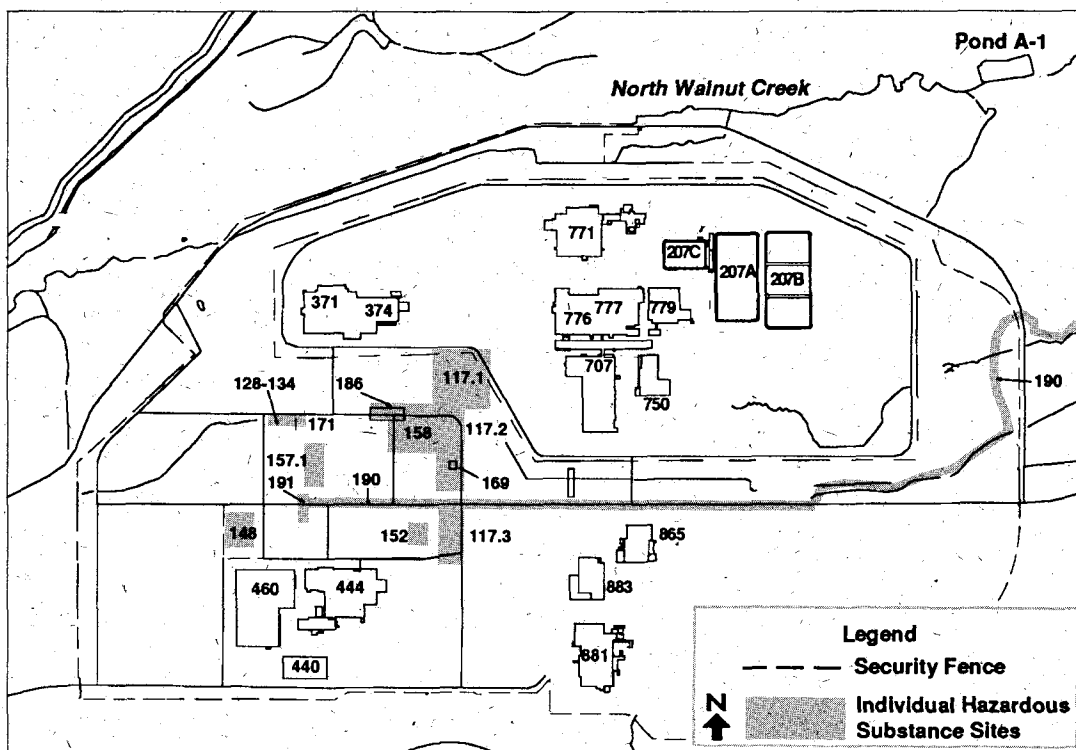 Pond A-1
North Walnut Creek
771
207C
207A
207B
371
374
777
776
779
707
750
190
128-134
186
117.1
171
158
117.2
157.1
169
191
190
148
152
117.3
865
460
444
883
440
881
Legend
Security Fence
N
Individual Hazardous
Substance Sites